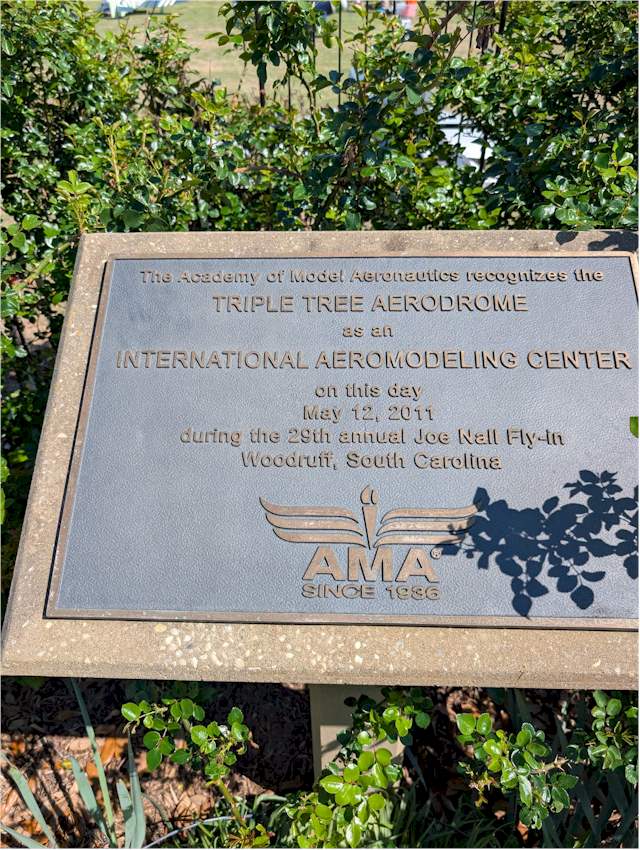 The Academy of Model Aeronautics recognizes the
TRIPLE TREE AERODROME
as an
INTERNATIONAL AEROMODELING CENTER
on this day
May 12, 2011
during the 29th annual Joe Nall Fly-in
Woodruff, South Carolina
AMA®
SINCE 1936